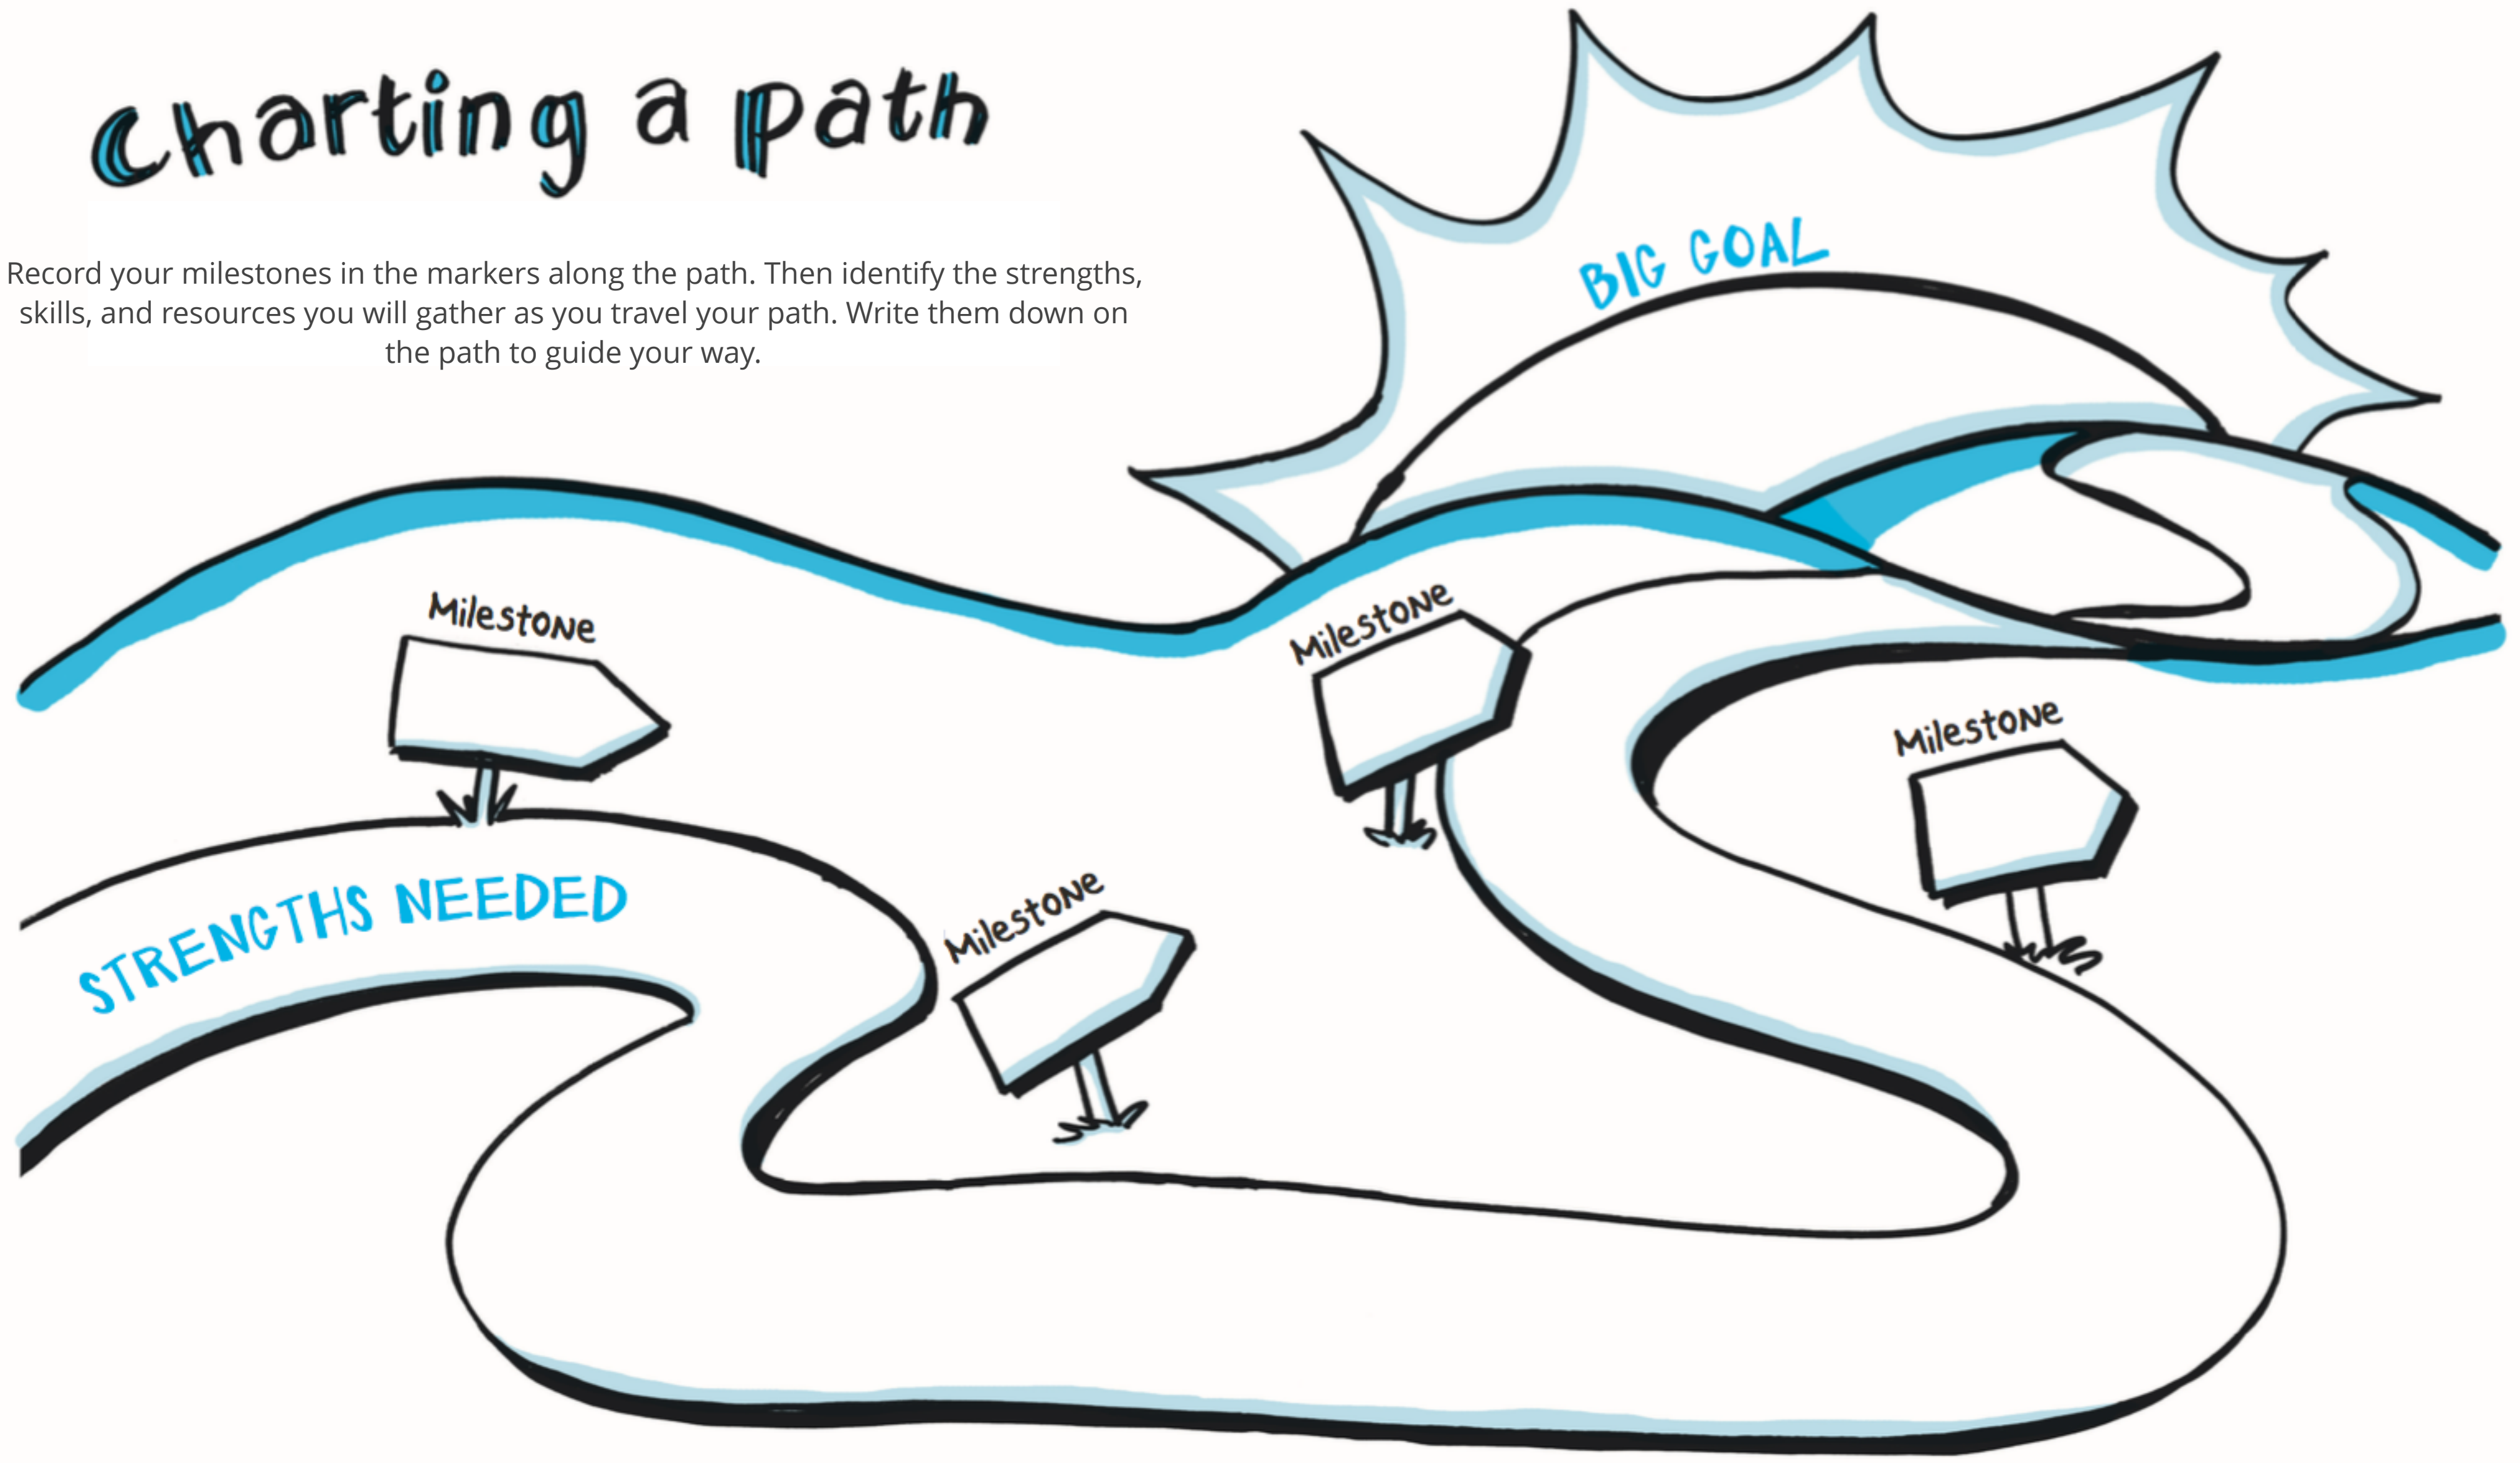 Charting a path
Record your milestones in the markers along the path. Then identify the strengths,
skills, and resources you will gather as you travel your path. Write them down on
the path to guide your way.
BIG GOAL
Milestone
Milestone
Milestone
STRENGTHS NEEDED
Milestone